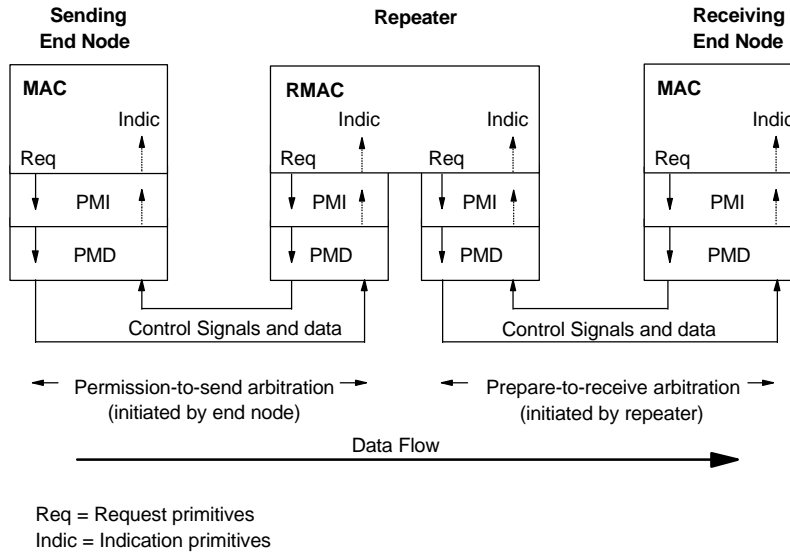 Sending
End Node
Repeater
Receiving
End Node
MAC
RMAC
MAC
Indic
Indic
Indic
Indic
Req
Req
Req
Req
PMI
PMI
PMI
PMI
PMD
PMD
PMD
PMD
Control Signals and data
Control Signals and data
Permission-to-send arbitration
(initiated by end node)
Prepare-to-receive arbitration
(initiated by repeater)
Data Flow
Req = Request primitives
Indic = Indication primitives